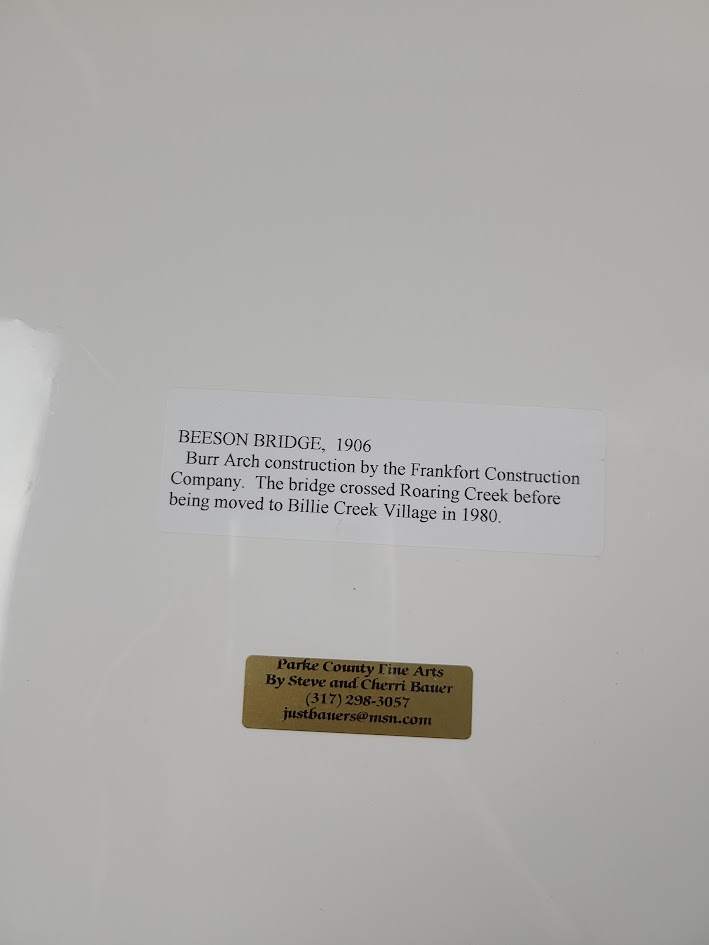 BEESON BRIDGE, 1906
Burr Arch construction by the Frankfort Construction
Company. The bridge crossed Roaring Creek before
being moved to Billie Creek Village in 1980.
Parke County Fine Arts
By Steve and Cherri Bauer
(317) 298-3057
justbauers@msn.com